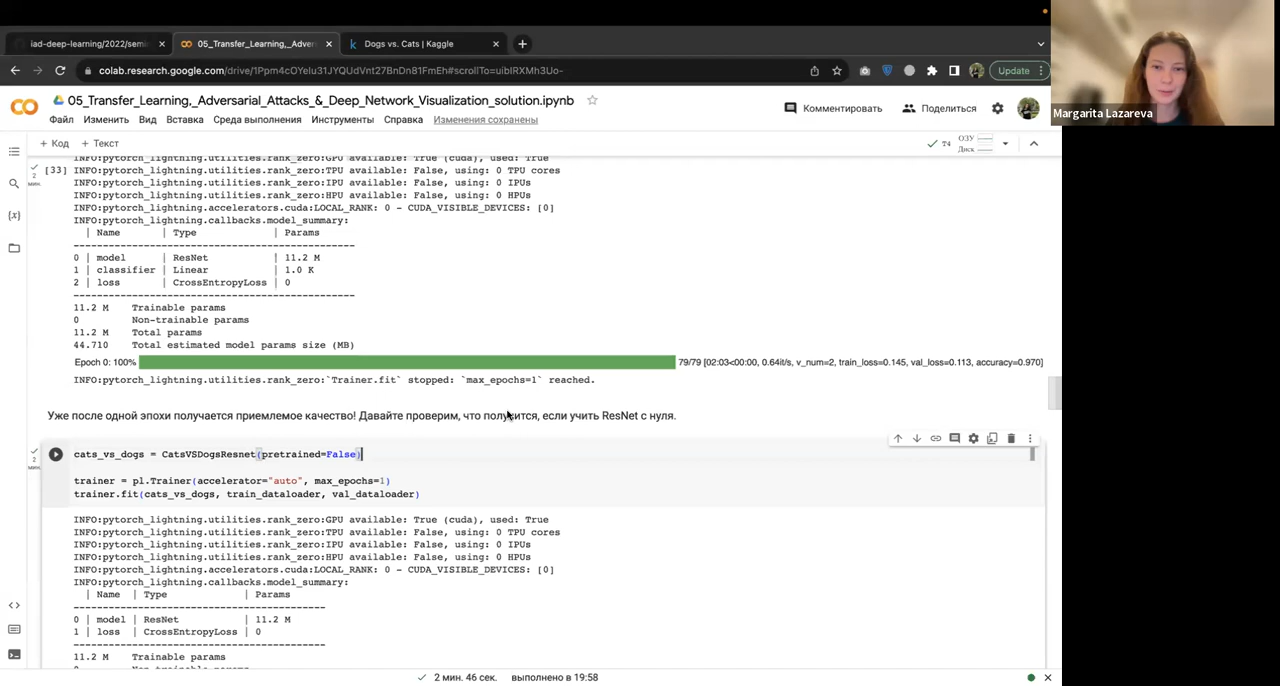 iad-deep-learning/2022/semi
05_Transfer_Learning,_Adver
Dogs vs. Cats | Kaggle
colab.research.google.com/drive/1Ppm4cOYelu31JYQUdVnt27BnDn81FmEh#scrollTo=uibIRXMh3Uo-
Update
Margarita Lazareva
05_Transfer_Learning,_Adversarial_Attacks_&_Deep_Network_Visualization_solution.ipynb
Комментировать
Поделиться
Файл Изменить Вид Вставка Среда выполнения Инструменты Справка Изменения сохранены
+ Код + Текст
T4
ОЗУ
Диск
[33]
2
мин.
INFO:pytorch_lightning.utilities.rank_zero:GPU available: True (cuda), used: True
INFO:pytorch_lightning.utilities.rank_zero:TPU available: False, using: 0 TPU cores
INFO:pytorch_lightning.utilities.rank_zero:IPU available: False, using: 0 IPUs
INFO:pytorch_lightning.utilities.rank_zero:HPU available: False, using: 0 HPUs
INFO:pytorch_lightning.accelerators.cuda:LOCAL_RANK: 0 - CUDA_VISIBLE_DEVICES: [0]
INFO:pytorch_lightning.callbacks.model_summary:
| Name | Type | Params
---------------------------------------------
0 | model | ResNet | 11.2 M
1 | classifier | Linear | 1.0 K
2 | loss | CrossEntropyLoss | 0
---------------------------------------------
11.2 M Trainable params
0 Non-trainable params
11.2 M Total params
44.710 Total estimated model params size (MB)
Epoch 0: 100% 79/79 [02:03<00:00, 0.64it/s, v_num=2, train_loss=0.145, val_loss=0.113, accuracy=0.970]
INFO:pytorch_lightning.utilities.rank_zero:`Trainer.fit` stopped: `max_epochs=1` reached.
Уже после одной эпохи получается приемлемое качество! Давайте проверим, что получится, если учить ResNet с нуля.
2
мин.
cats_vs_dogs = CatsVSDogsResnet(pretrained=False)
trainer = pl.Trainer(accelerator="auto", max_epochs=1)
trainer.fit(cats_vs_dogs, train_dataloader, val_dataloader)
INFO:pytorch_lightning.utilities.rank_zero:GPU available: True (cuda), used: True
INFO:pytorch_lightning.utilities.rank_zero:TPU available: False, using: 0 TPU cores
INFO:pytorch_lightning.utilities.rank_zero:IPU available: False, using: 0 IPUs
INFO:pytorch_lightning.utilities.rank_zero:HPU available: False, using: 0 HPUs
INFO:pytorch_lightning.accelerators.cuda:LOCAL_RANK: 0 - CUDA_VISIBLE_DEVICES: [0]
INFO:pytorch_lightning.callbacks.model_summary:
| Name | Type | Params
-----------------------------------------
0 | model | ResNet | 11.2 M
1 | loss | CrossEntropyLoss | 0
-----------------------------------------
11.2 M Trainable params
2 мин. 46 сек. выполнено в 19:58